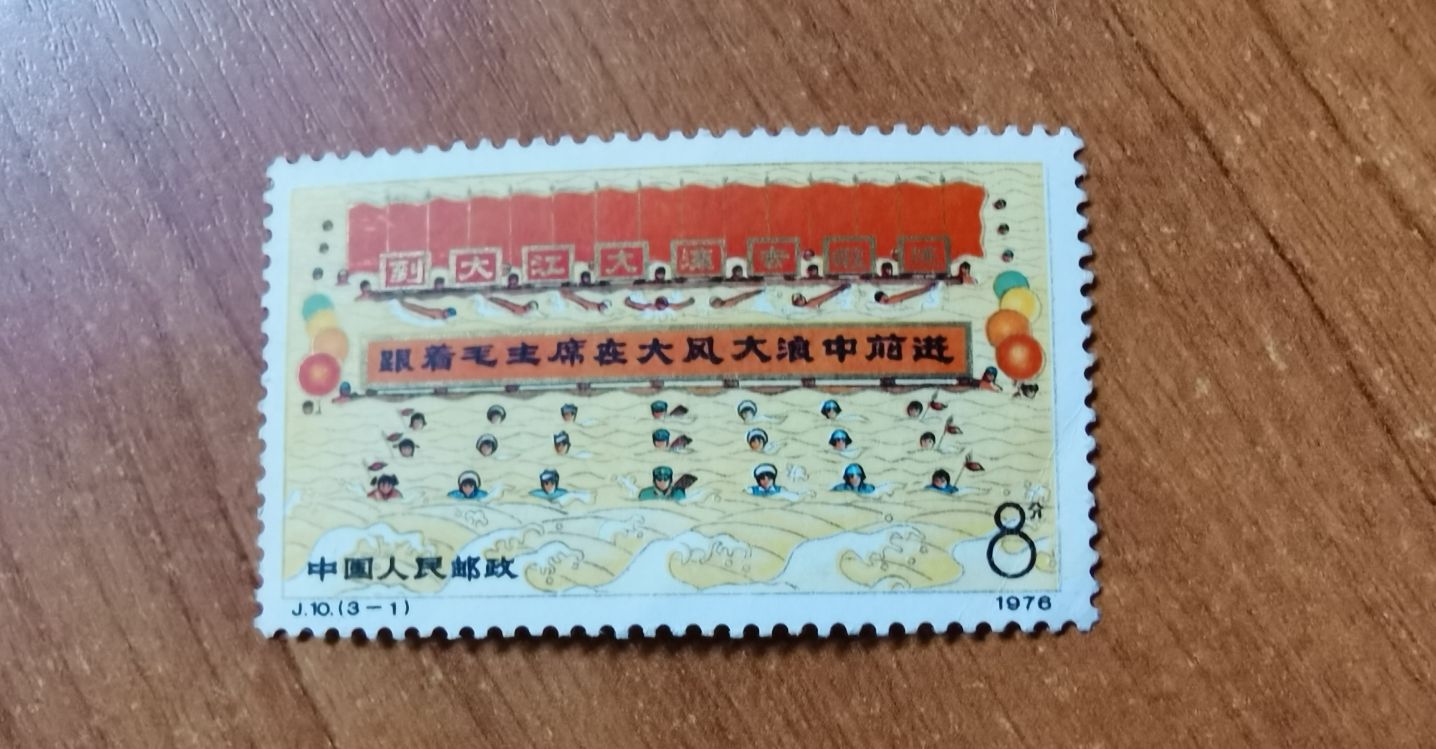 到大江大海去锻炼
跟着毛主席在大风大浪中前进
8分
中国人民邮政
J.10.(3-1) 1976